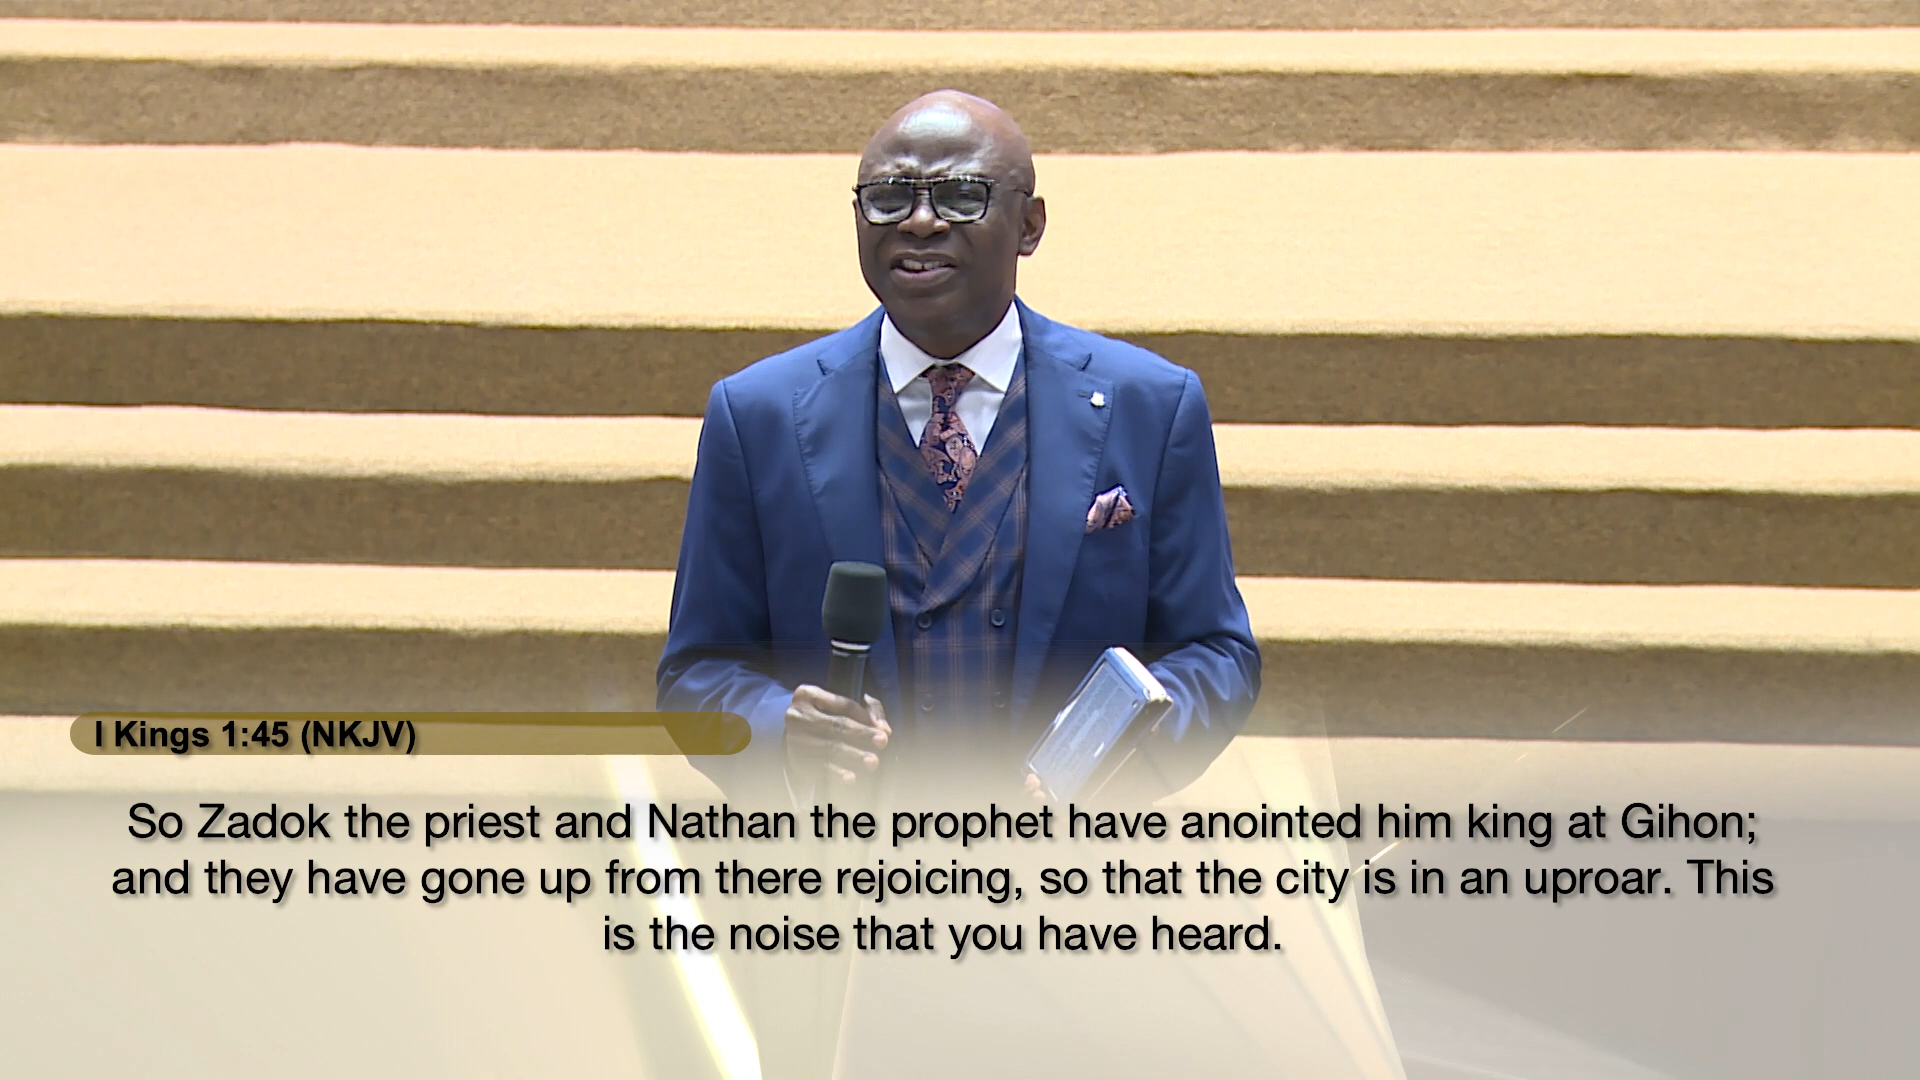 I Kings 1:45 (NKJV)
So Zadok the priest and Nathan the prophet have anointed him king at Gihon;
and they have gone up from there rejoicing, so that the city is in an uproar. This
is the noise that you have heard.